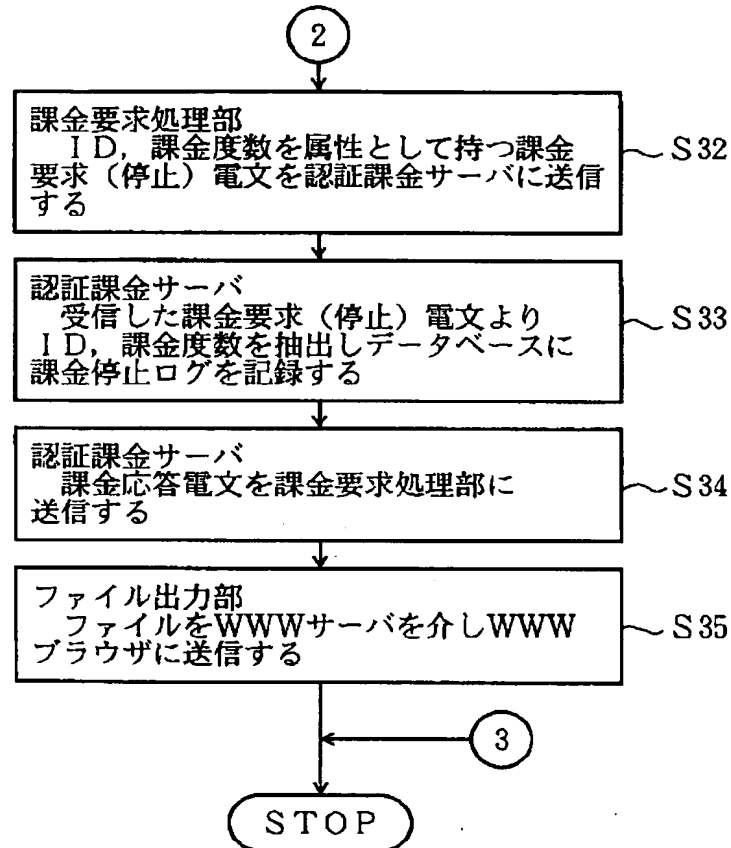 2
課金要求処理部
ID,課金度数を属性として持つ課金
要求(停止)電文を認証課金サーバに送信
する
S32
認証課金サーバ
受信した課金要求(停止)電文より
ID,課金度数を抽出しデータベースに
課金停止ログを記録する
S33
認証課金サーバ
課金応答電文を課金要求処理部に
送信する
S34
ファイル出力部
ファイルをWWWサーバを介しWWW
ブラウザに送信する
S35
3
STOP